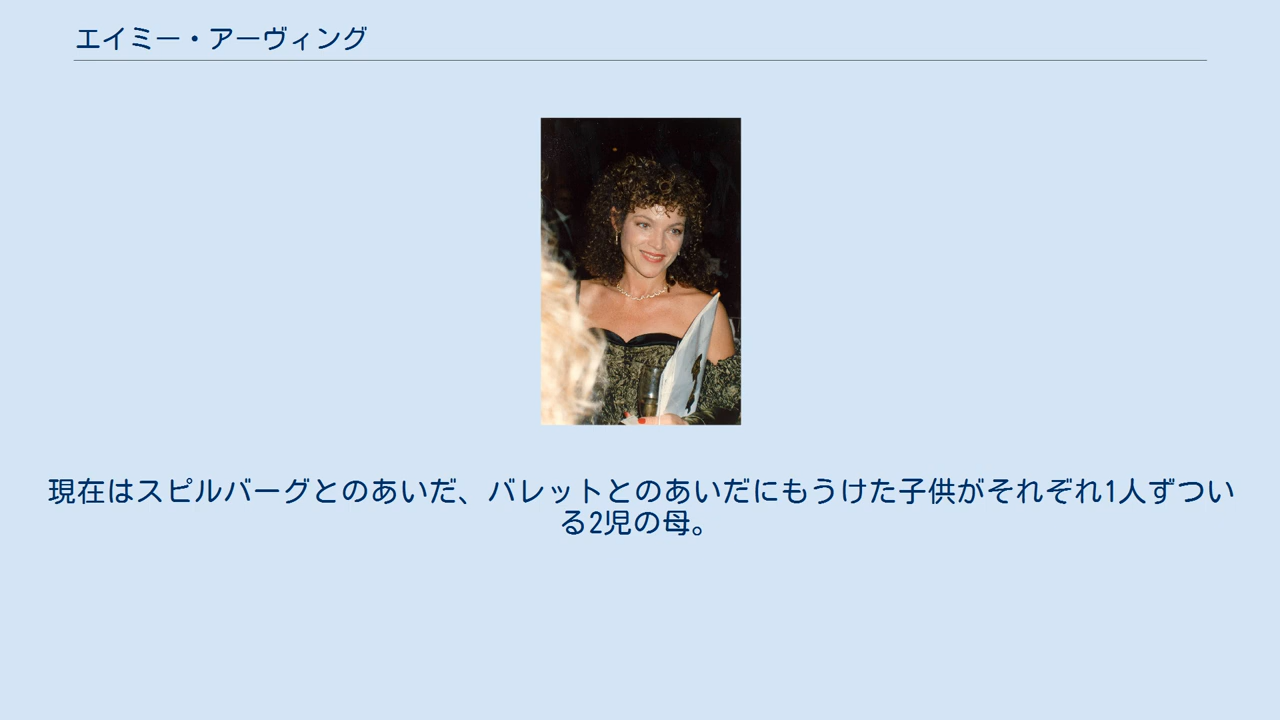 エイミー・アーヴィング
現在はスピルバーグとのあいだ、バレットとのあいだにもうけた子供がそれぞれ1人ずつい
る2児の母。